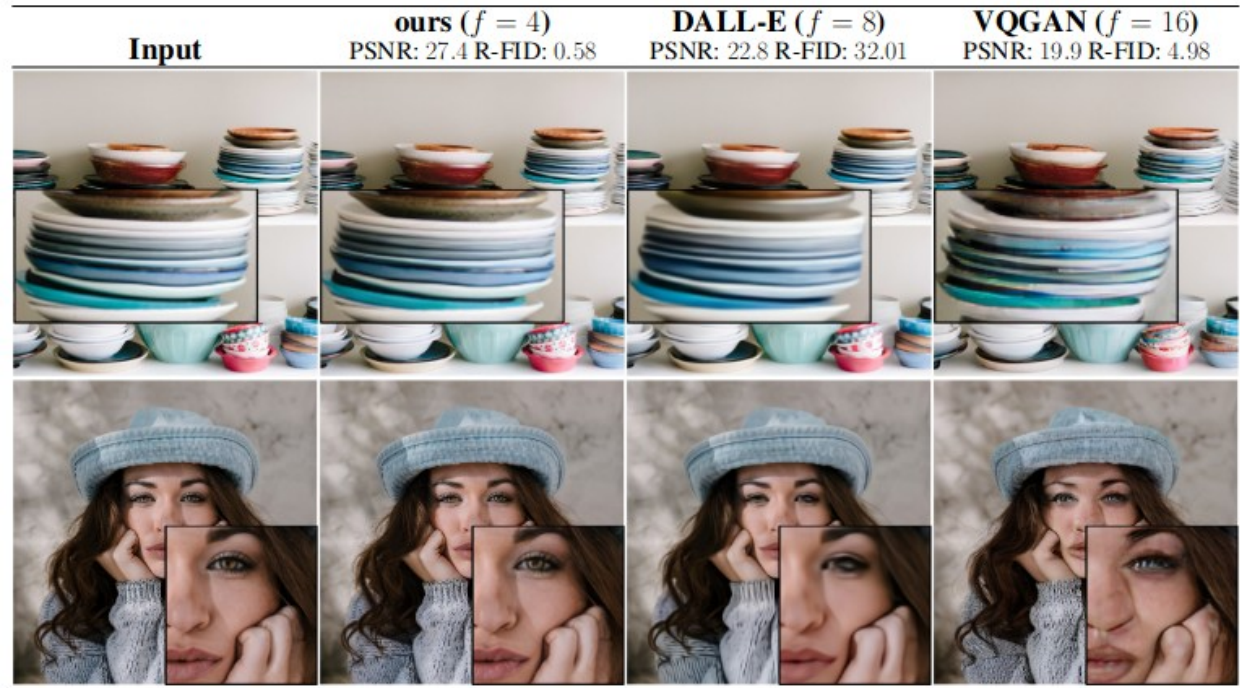 Input
ours (f = 4)
PSNR: 27.4 R-FID: 0.58
DALL-E (f = 8)
PSNR: 22.8 R-FID: 32.01
VQGAN (f = 16)
PSNR: 19.9 R-FID: 4.98